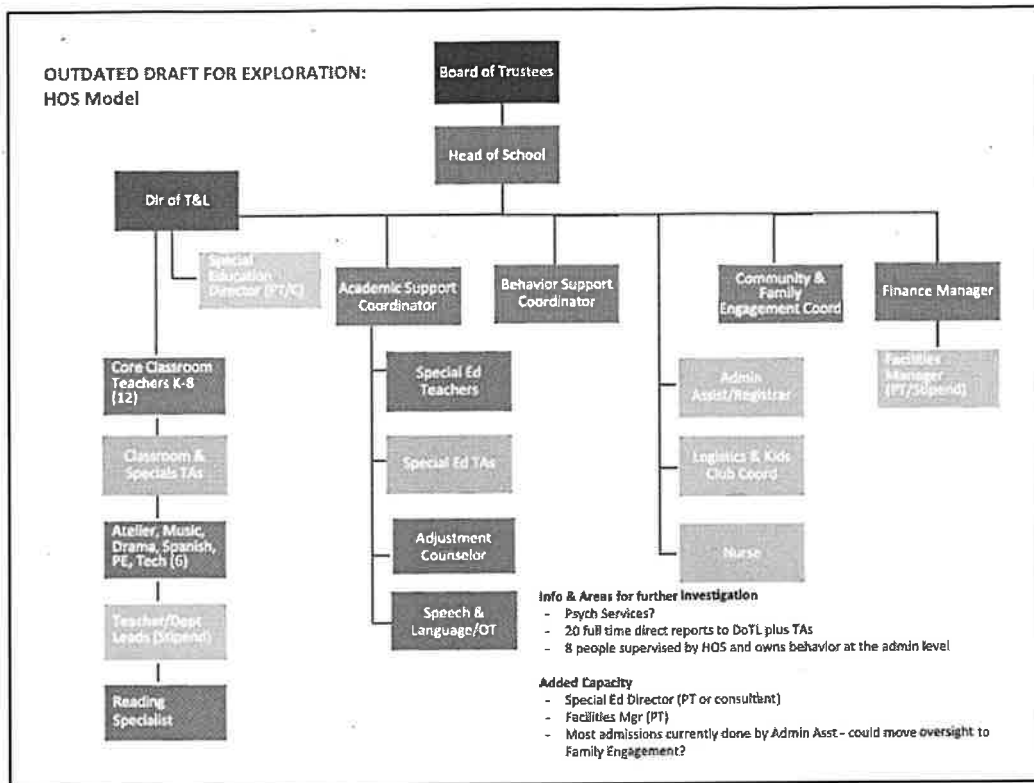 OUTDATED DRAFT FOR EXPLORATION:
HOS Model
Board of Trustees
Head of School
Dir of T&L
Special
Education
Director (PT/C)
Academic Support
Coordinator
Behavior Support
Coordinator
Community &
Family
Engagement Coord
Finance Manager
Core Classroom
Teachers K-8
(12)
Classroom &
Specials TAs
Atelier, Music,
Drama, Spanish,
PE, Tech (6)
Teacher/Dept
Leads (Stipend)
Reading
Specialist
Special Ed
Teachers
Special Ed TAs
Adjustment
Counselor
Speech &
Language/OT
Admin
Assist/Registrar
Logistics & Kids
Club Coord
Nurse
Facilities
Manager
(PT/Stipend)
Info & Areas for further investigation
- Psych Services?
- 20 full time direct reports to DoTL plus TAs
- 8 people supervised by HOS and owns behavior at the admin level
Added Capacity
- Special Ed Director (PT or consultant)
- Facilities Mgr (PT)
- Most admissions currently done by Admin Asst - could move oversight to
Family Engagement?